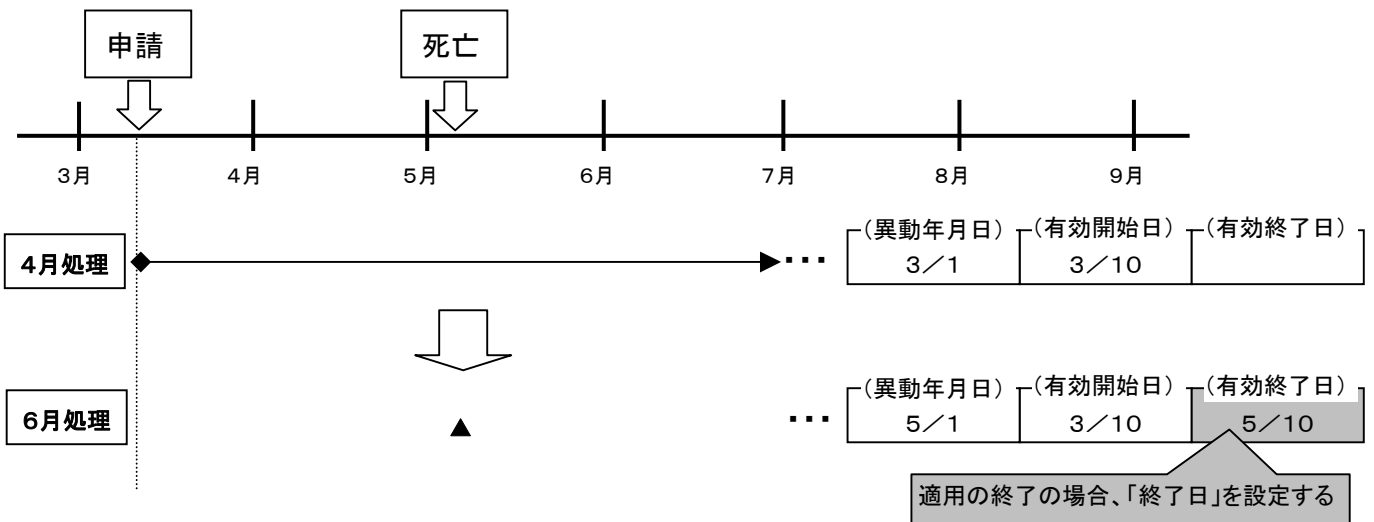 申請
死亡
3月 4月 5月 6月 7月 8月 9月
4月処理
･･･
(異動年月日) (有効開始日) (有効終了日)
3／1 3／10
6月処理
･･･
(異動年月日) (有効開始日) (有効終了日)
5／1 3／10 5／10
適用の終了の場合、「終了日」を設定する